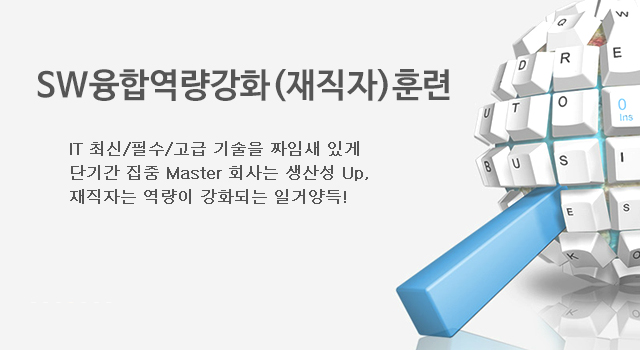 SW융합역량강화(재직자)훈련
IT 최신/필수/고급 기술을 짜임새 있게
단기간 집중 Master 회사는 생산성 Up,
재직자는 역량이 강화되는 일거양득!
Q W
D R E
U T O 0
Ins
B U S I
E S
K O